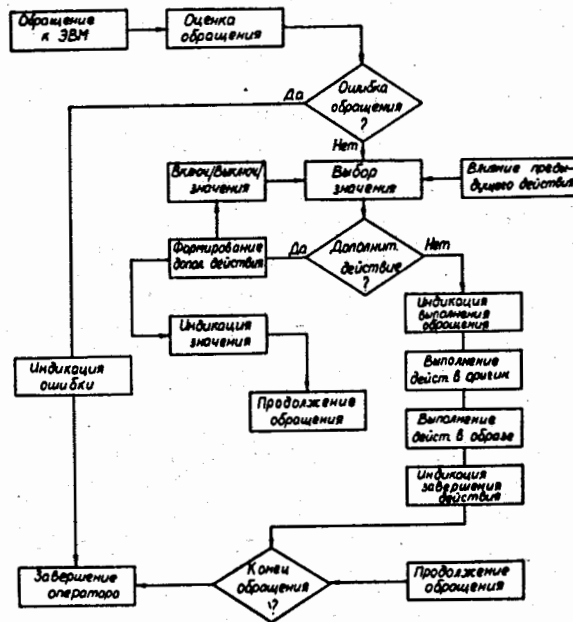 Обращение
к ЭВМ
Оценка
обращения
Ошибка
обращения
?
Да
Нет
Включ/Выключ/
значения
Выбор
значения
Влияние преды-
дущего действия
Формирование
допол. действия
Да
Дополнит.
действие
?
Нет
Индикация
значения
Индикация
выполнения
обращения
Индикация
ошибки
Продолжение
обращения
Выполнение
дейст в оригин
Выполнение
дейст в образе
Индикация
завершения
действия
Завершение
оператора
Конец
обращения
?
Продолжение
обращения